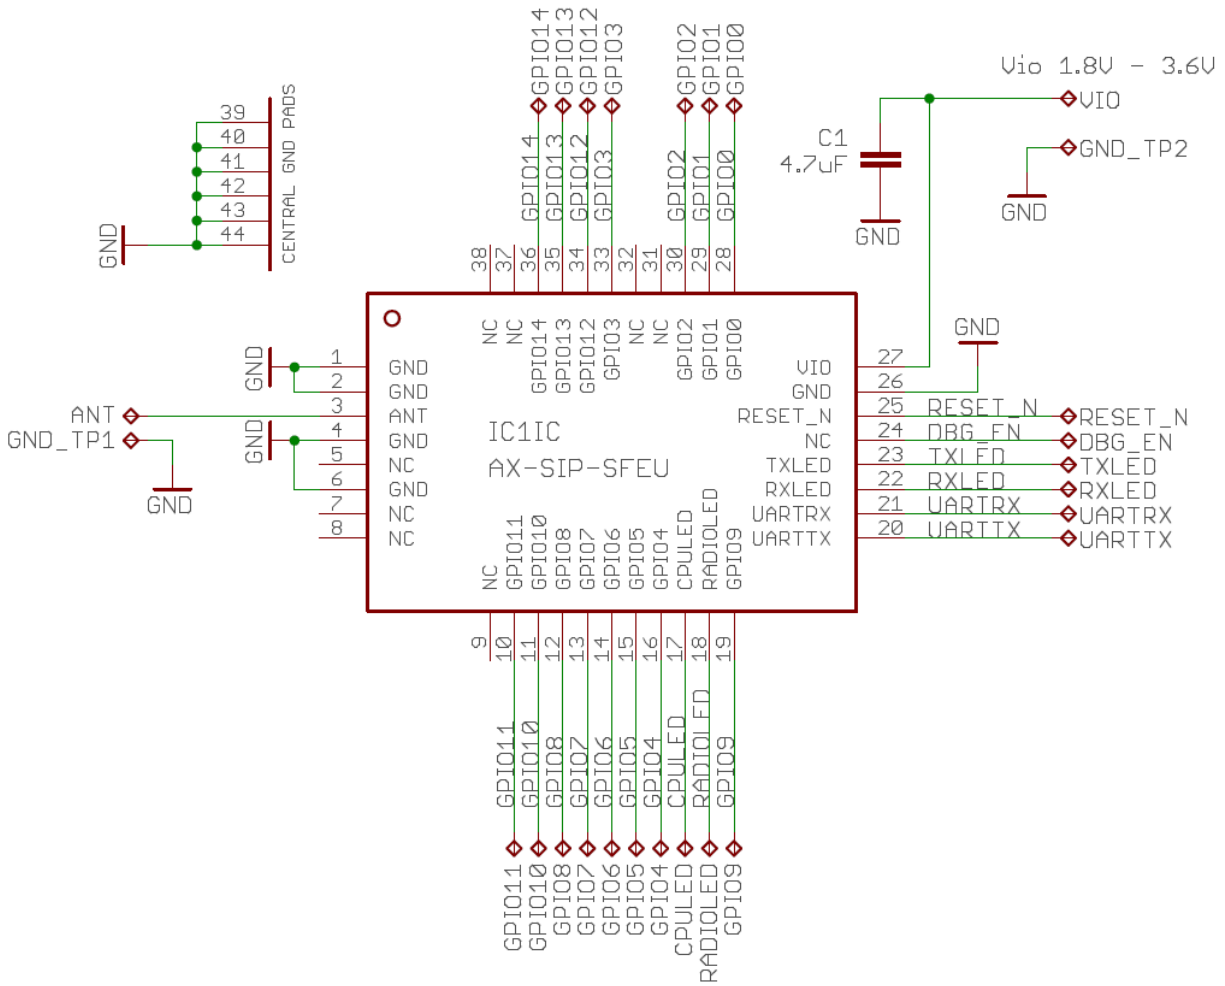 GPIO14
GPIO13
GPIO12
GPIO3
GPIO2
GPIO1
GPIO0
Vio 1.8V - 3.6V
VIO
GND_TP2
GND
C1
4.7uF
GND
39
40
41
42
43
44
CENTRAL GND PADS
GND
GPIO14
GPIO13
GPIO12
GPIO3
GPIO2
GPIO1
GPIO0
38
37
36
35
34
33
32
31
30
29
28
NC
NC
GPIO14
GPIO13
GPIO12
GPIO3
NC
NC
GPIO2
GPIO1
GPIO0
GND
GND
1 GND
2 GND
ANT 3 ANT
GND_TP1
GND
GND
4 GND
5 NC
6 GND
7 NC
8 NC
IC1IC
AX-SIP-SFEU
VIO 27
GND 26
RESET_N 25 RESET_N RESET_N
NC 24 DBG_EN DBG_EN
TXLED 23 TXLED TXLED
RXLED 22 RXLED RXLED
UARTRX 21 UARTRX UARTRX
UARTTX 20 UARTTX UARTTX
NC
GPIO11
GPIO10
GPIO8
GPIO7
GPIO6
GPIO5
GPIO4
CPULED
RADIOLED
GPIO9
9
10
11
12
13
14
15
16
17
18
19
GPIO11
GPIO10
GPIO8
GPIO7
GPIO6
GPIO5
GPIO4
CPULED
RADIOLED
GPIO9
GPIO11
GPIO10
GPIO8
GPIO7
GPIO6
GPIO5
GPIO4
CPULED
RADIOLED
GPIO9